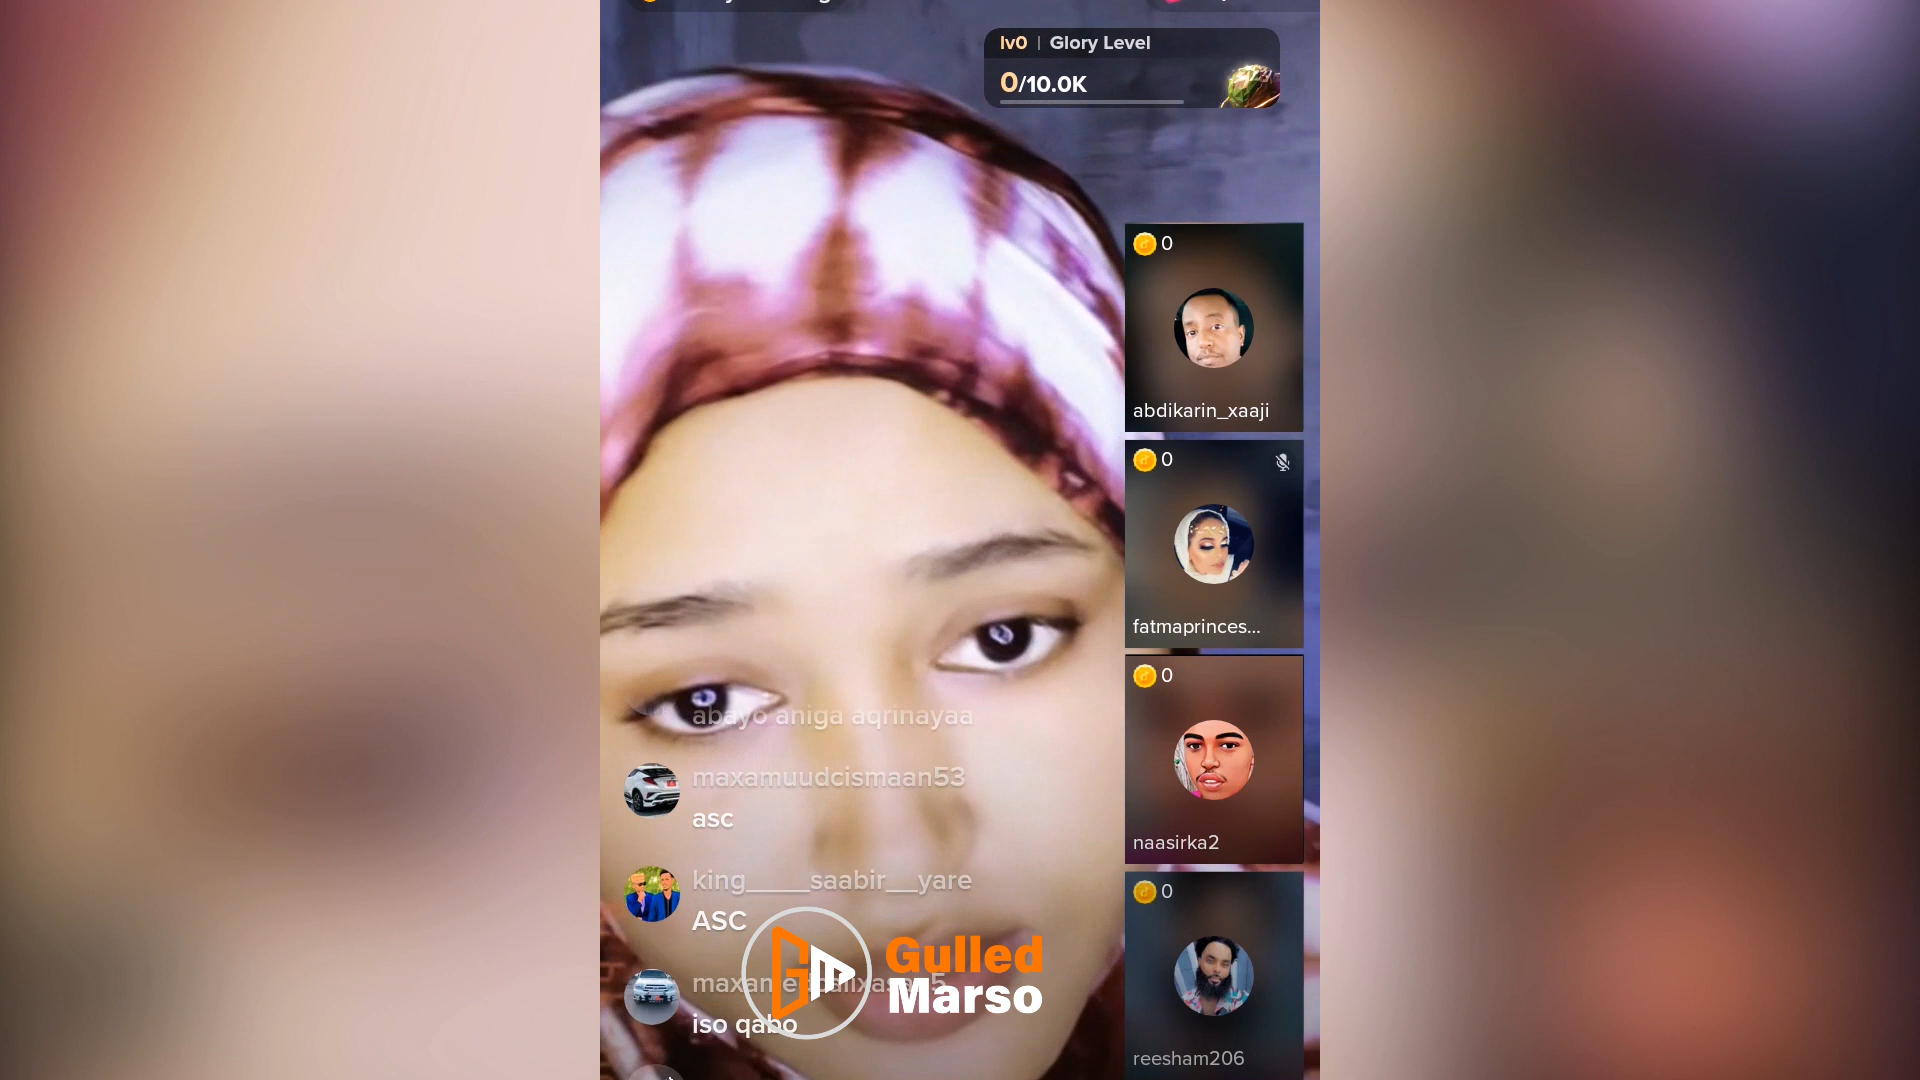 lv0 | Glory Level
0/10.0K
0
abdikarin_xaaji
0
fatmaprinces...
0
naasirka2
0
reesham206
abayo aniga aqrinayaa
maxamuudcismaan53
asc
king____saabir__yare
ASC
iso qabo
Gulled
Marso